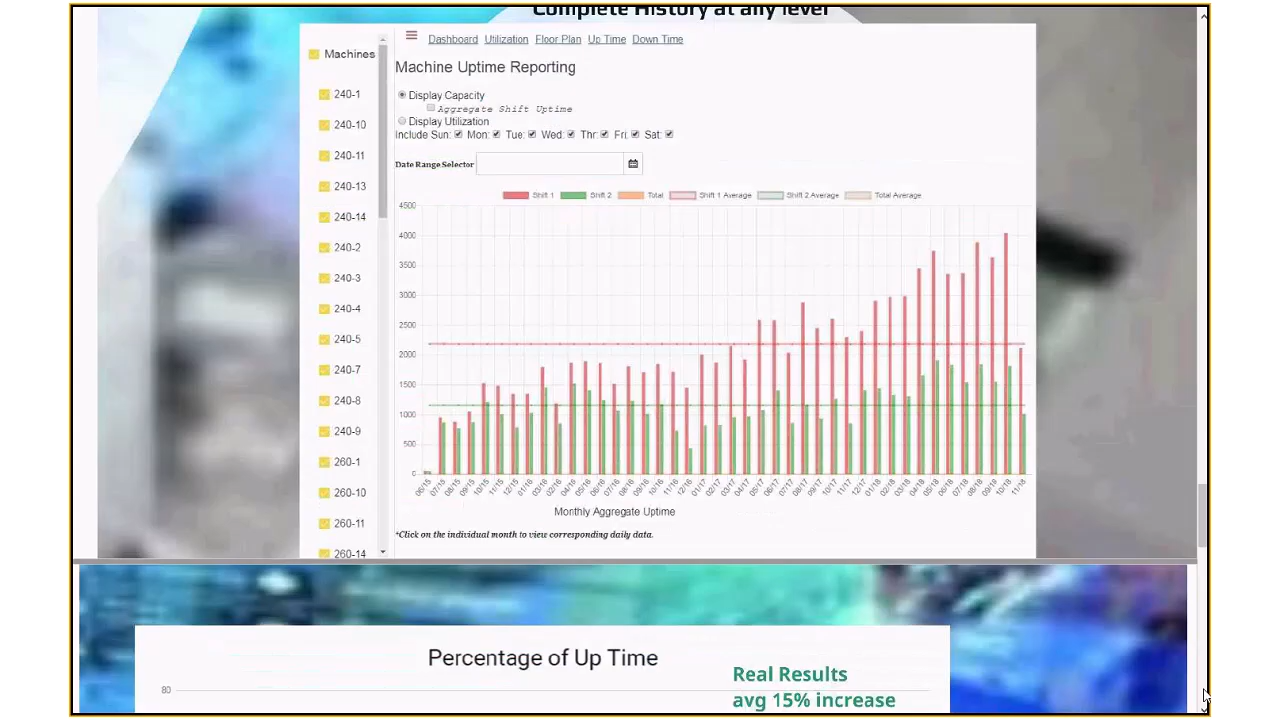 Complete History at any level
Machines
240-1
240-10
240-11
240-13
240-14
240-2
240-3
240-4
240-5
240-7
240-8
240-9
260-1
260-10
260-11
260-14
Dashboard Utilization Floor Plan Up Time Down Time
Machine Uptime Reporting
Display Capacity
Aggregate Shift Uptime
Display Utilization
Include Sun: Mon: Tue: Wed: Thr: Fri: Sat:
Date Range Selector
Shift 1 Shift 2 Total Shift 1 Average Shift 2 Average Total Average
4500
4000
3500
3000
2500
2000
1500
1000
500
0
Monthly Aggregate Uptime
*Click on the individual month to view corresponding daily data.
Percentage of Up Time
Real Results
avg 15% increase
80